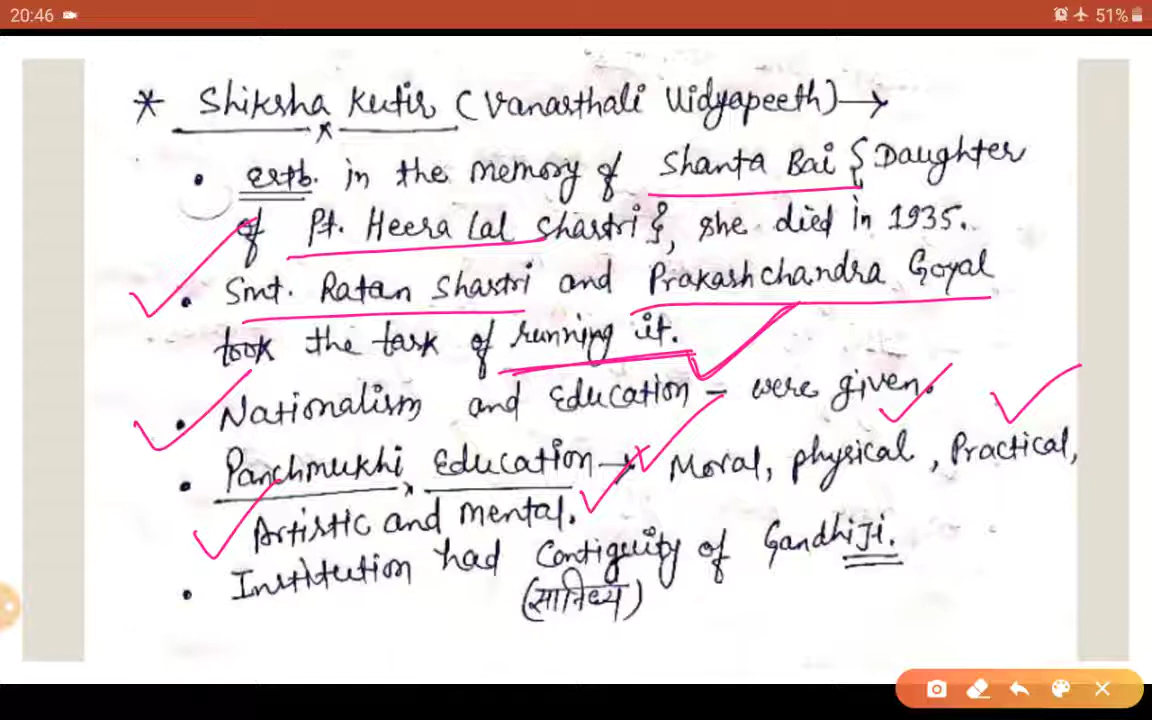 20:46
51%
* Shiksha Kutir (Vanasthali Vidyapeeth) →
• estb. in the memory of Shanta Bai { Daughter
of Pt. Heera Lal Shastri }, she died in 1935.
• Smt. Ratan Shastri and Prakashchandra Goyal
took the task of running it.
• Nationalism and Education - were given.
• Panchmukhi Education → Moral, physical, Practical,
Artistic and mental.
• Institution had Contiguity of GandhiJi.
(सानिध्य)